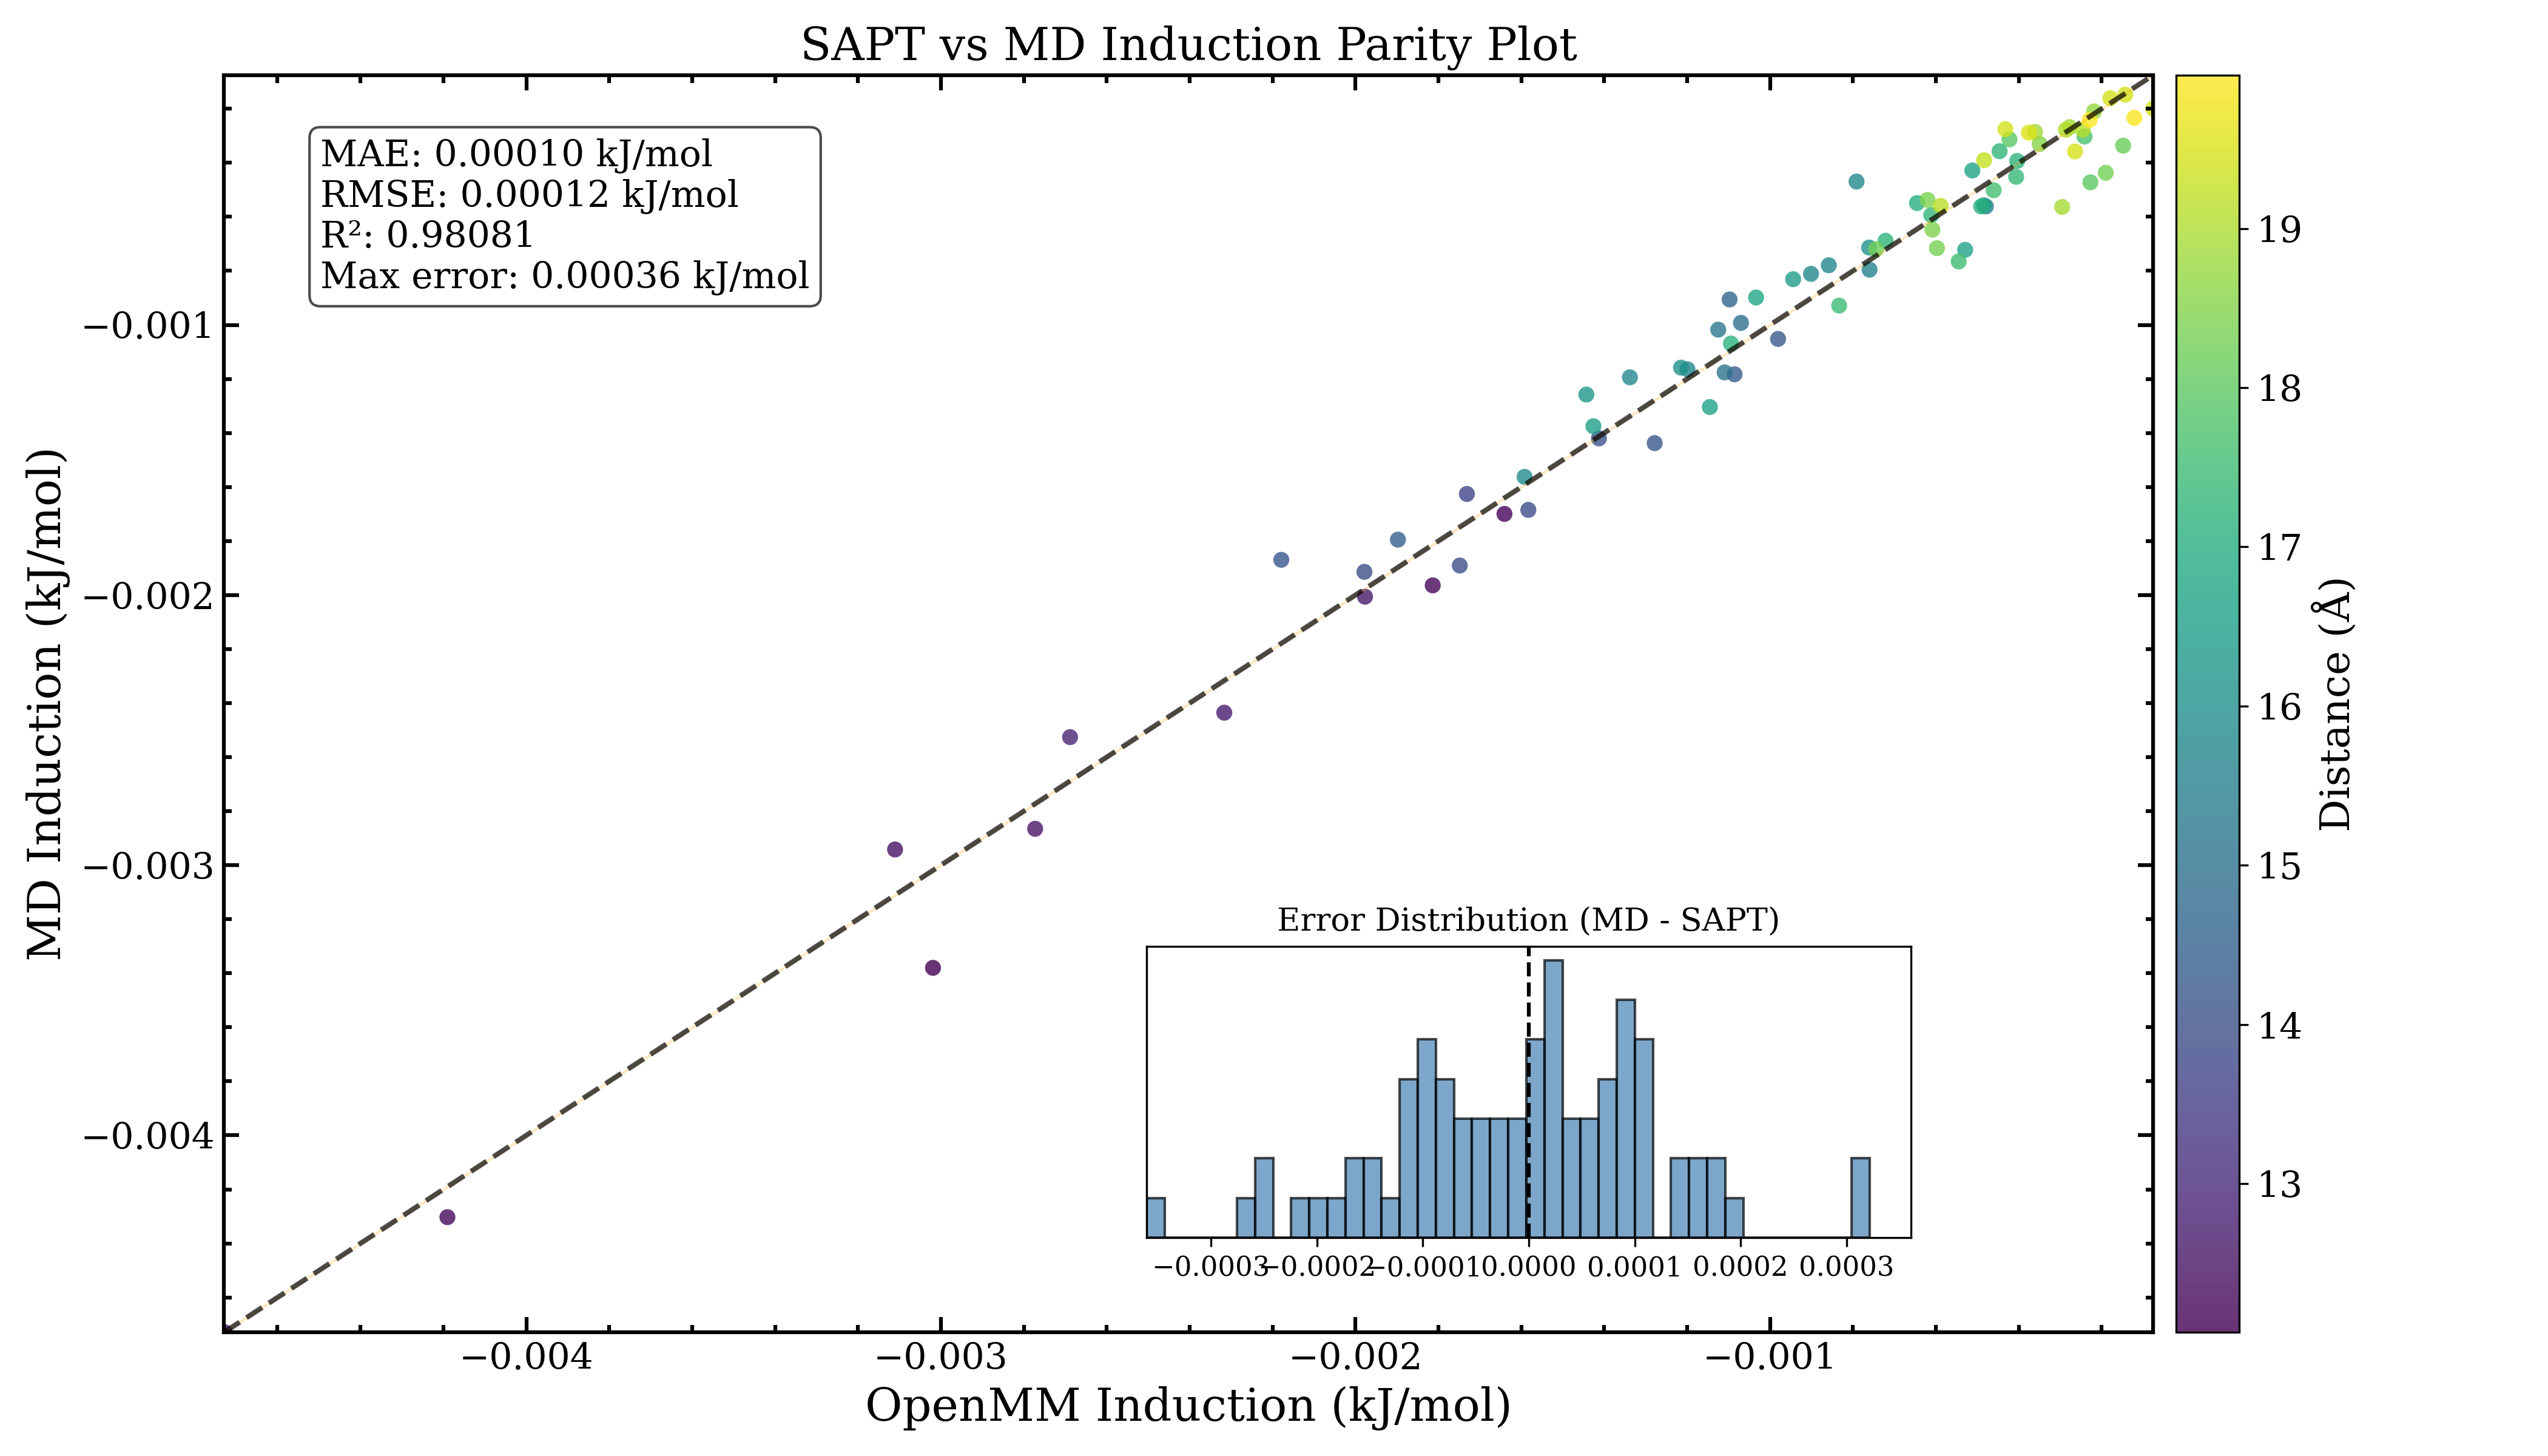 SAPT vs MD Induction Parity Plot
MAE: 0.00010 kJ/mol
RMSE: 0.00012 kJ/mol
R²: 0.98081
Max error: 0.00036 kJ/mol
MD Induction (kJ/mol)
−0.001
−0.002
−0.003
−0.004
−0.004 −0.003 −0.002 −0.001
OpenMM Induction (kJ/mol)
Error Distribution (MD - SAPT)
−0.0003 −0.0002 −0.0001 0.0000 0.0001 0.0002 0.0003
19
18
17
16
15
14
13
Distance (Å)